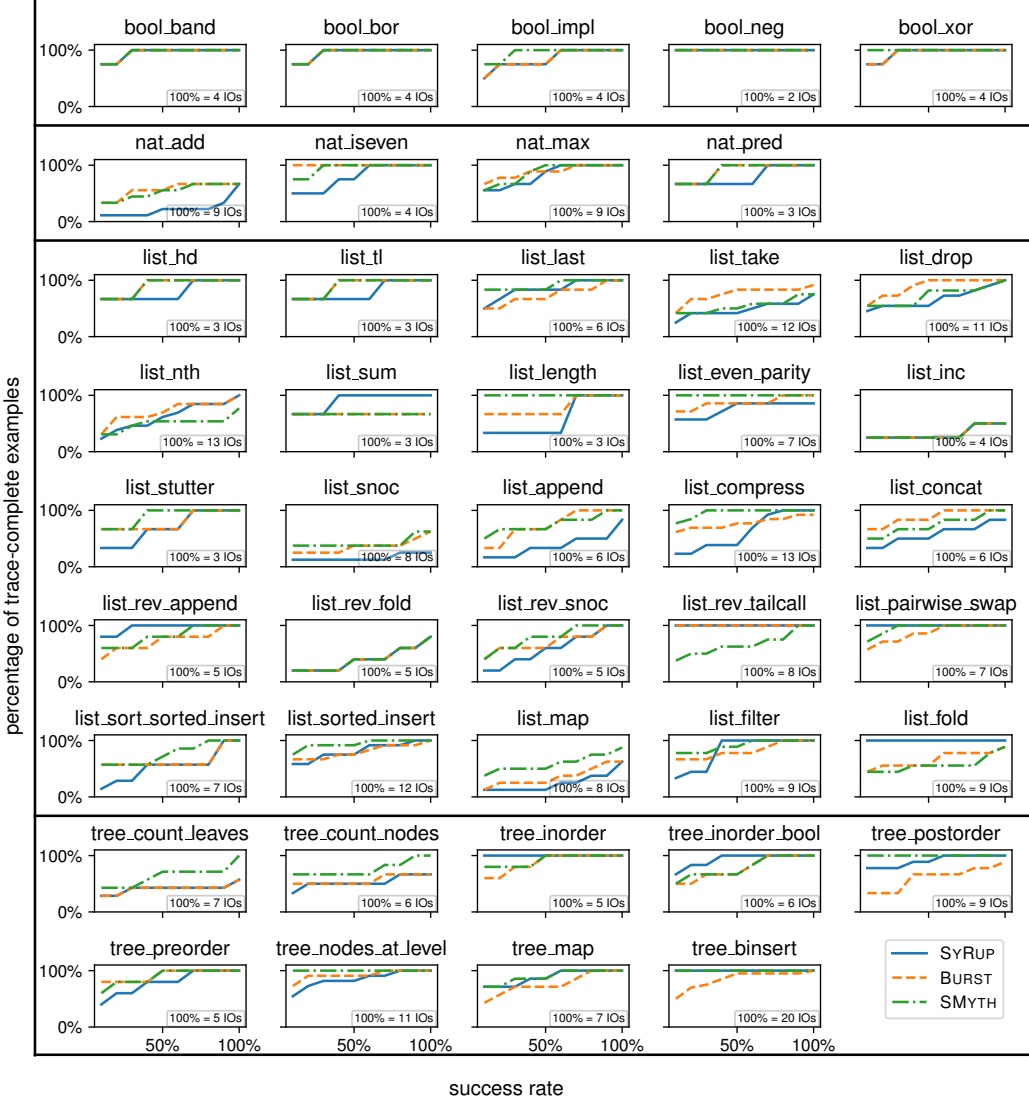 bool_band bool_bor bool_impl bool_neg bool_xor
100%
0%
100% = 4 IOs 100% = 4 IOs 100% = 4 IOs 100% = 2 IOs 100% = 4 IOs
nat_add nat_iseven nat_max nat_pred
100%
0%
100% = 9 IOs 100% = 4 IOs 100% = 9 IOs 100% = 3 IOs
list_hd list_tl list_last list_take list_drop
100%
0%
100% = 3 IOs 100% = 3 IOs 100% = 6 IOs 100% = 12 IOs 100% = 11 IOs
list_nth list_sum list_length list_even_parity list_inc
100%
0%
100% = 13 IOs 100% = 3 IOs 100% = 3 IOs 100% = 7 IOs 100% = 4 IOs
list_stutter list_snoc list_append list_compress list_concat
100%
0%
100% = 3 IOs 100% = 8 IOs 100% = 6 IOs 100% = 13 IOs 100% = 6 IOs
list_rev_append list_rev_fold list_rev_snoc list_rev_tailcall list_pairwise_swap
100%
0%
100% = 5 IOs 100% = 5 IOs 100% = 5 IOs 100% = 8 IOs 100% = 7 IOs
list_sort_sorted_insert list_sorted_insert list_map list_filter list_fold
100%
0%
100% = 7 IOs 100% = 12 IOs 100% = 8 IOs 100% = 9 IOs 100% = 9 IOs
tree_count_leaves tree_count_nodes tree_inorder tree_inorder_bool tree_postorder
100%
0%
100% = 7 IOs 100% = 6 IOs 100% = 5 IOs 100% = 6 IOs 100% = 9 IOs
tree_preorder tree_nodes_at_level tree_map tree_binsert
100%
0%
100% = 5 IOs 100% = 11 IOs 100% = 7 IOs 100% = 20 IOs
50% 100% 50% 100% 50% 100% 50% 100%
SYRUP
BURST
SMYTH
percentage of trace-complete examples
success rate